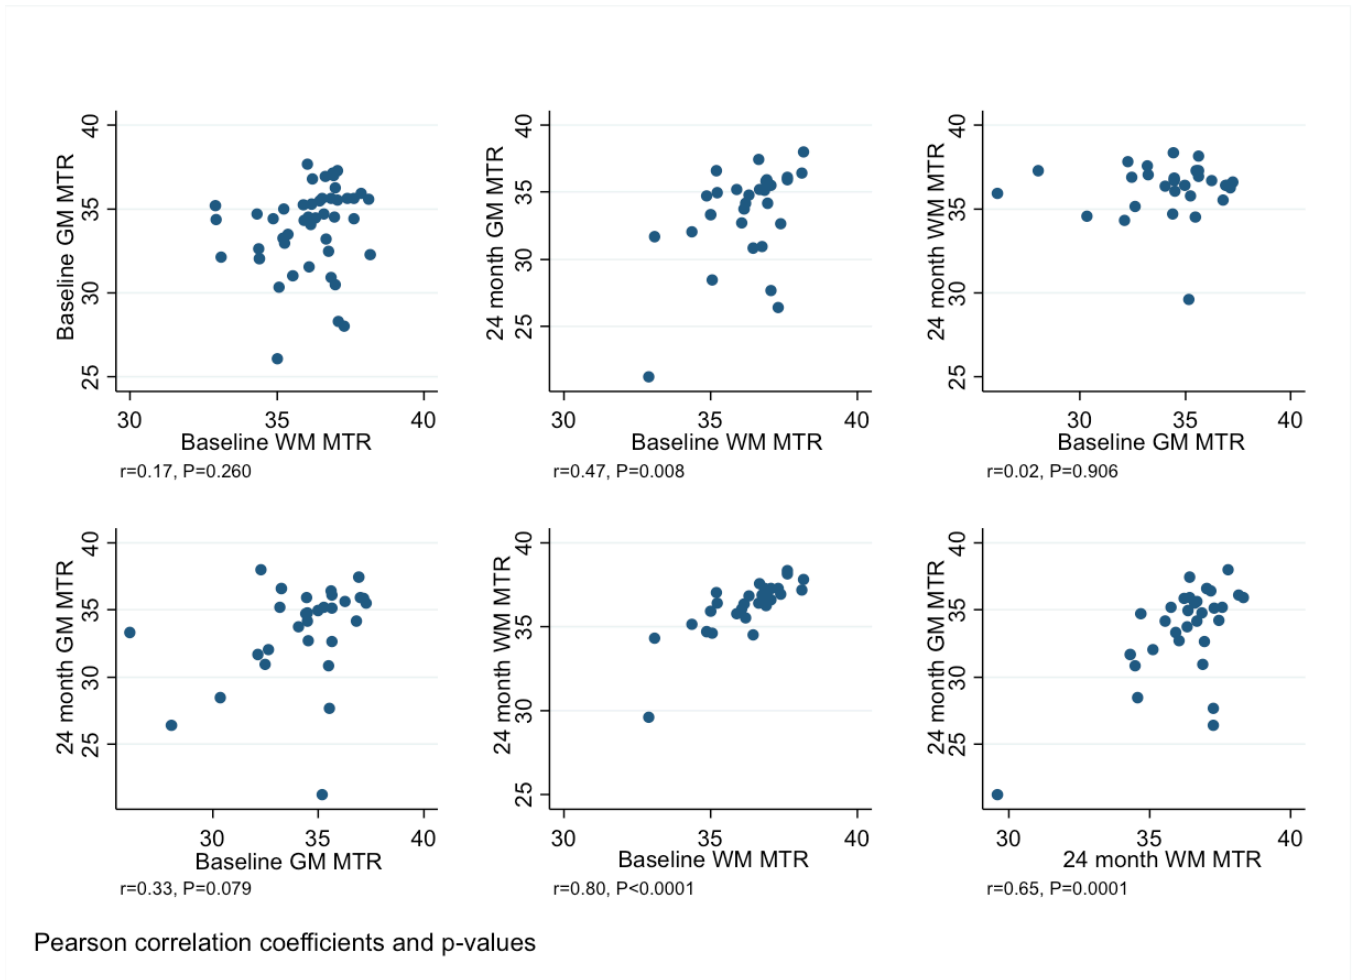 40
35
30
25
Baseline GM MTR
30 35 40
Baseline WM MTR
r=0.17, P=0.260
40
35
30
25
24 month GM MTR
30 35 40
Baseline WM MTR
r=0.47, P=0.008
40
35
30
25
24 month WM MTR
30 35 40
Baseline GM MTR
r=0.02, P=0.906
40
35
30
25
24 month GM MTR
30 35 40
Baseline GM MTR
r=0.33, P=0.079
40
35
30
25
24 month WM MTR
30 35 40
Baseline WM MTR
r=0.80, P<0.0001
40
35
30
25
24 month GM MTR
30 35 40
24 month WM MTR
r=0.65, P=0.0001
Pearson correlation coefficients and p-values